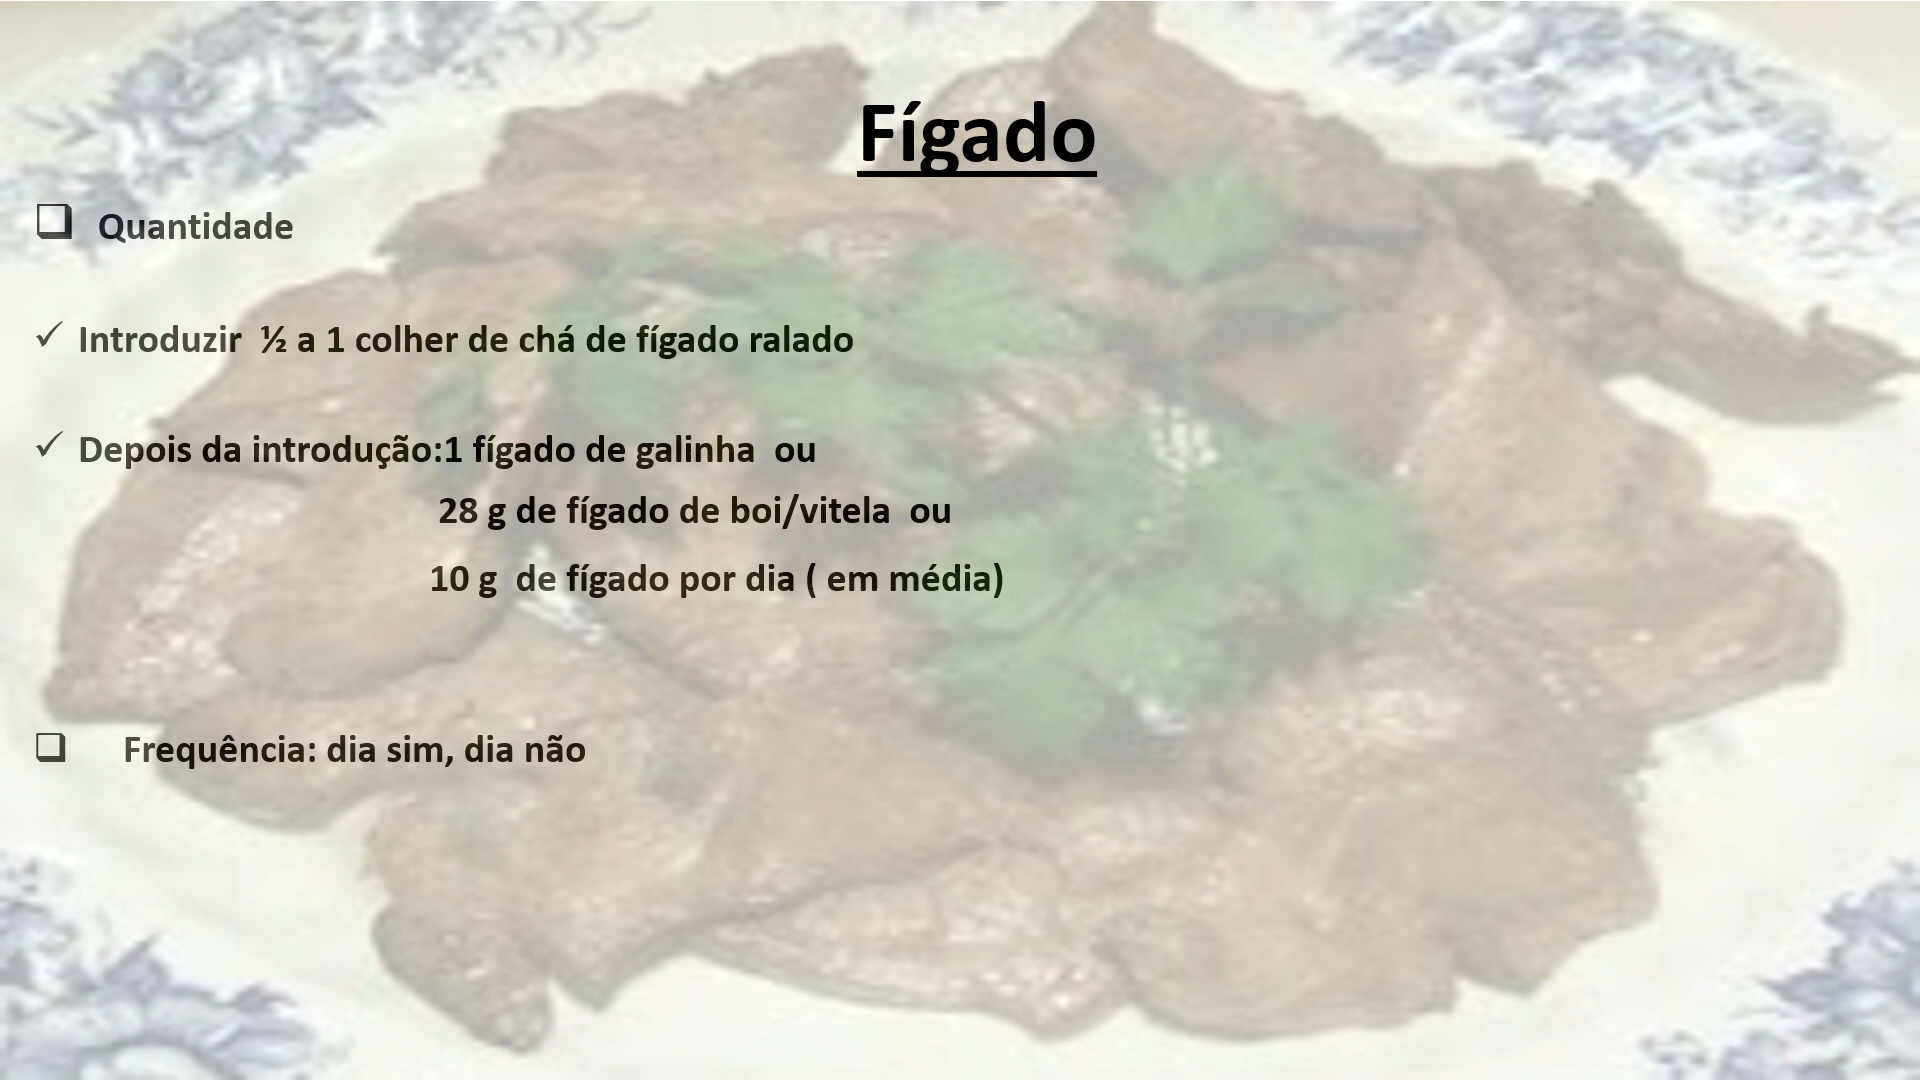 Fígado
Quantidade
Introduzir ½ a 1 colher de chá de fígado ralado
Depois da introdução:1 fígado de galinha ou
28 g de fígado de boi/vitela ou
10 g de fígado por dia ( em média)
Frequência: dia sim, dia não